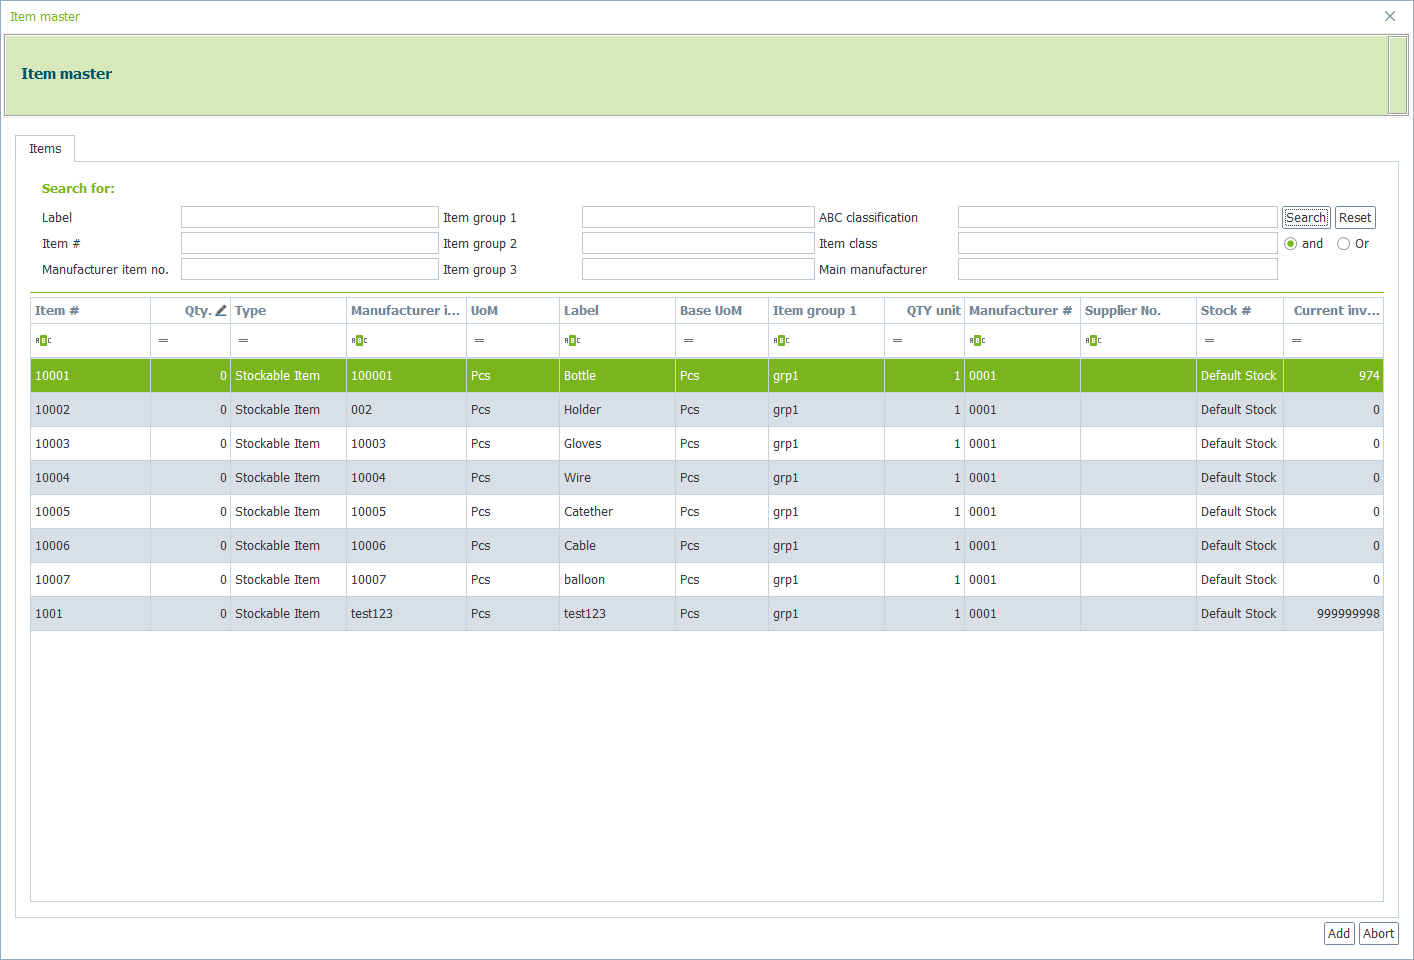 Item master
Item master
Items
Search for:
Label Item group 1 ABC classification Search Reset
Item # Item group 2 Item class and Or
Manufacturer item no. Item group 3 Main manufacturer
Item # Qty. Type Manufacturer i... UoM Label Base UoM Item group 1 QTY unit Manufacturer # Supplier No. Stock # Current inv...
ABC = = ABC = ABC = ABC = ABC ABC = =
10001 0 Stockable Item 100001 Pcs Bottle Pcs grp1 1 0001 Default Stock 974
10002 0 Stockable Item 002 Pcs Holder Pcs grp1 1 0001 Default Stock 0
10003 0 Stockable Item 10003 Pcs Gloves Pcs grp1 1 0001 Default Stock 0
10004 0 Stockable Item 10004 Pcs Wire Pcs grp1 1 0001 Default Stock 0
10005 0 Stockable Item 10005 Pcs Catether Pcs grp1 1 0001 Default Stock 0
10006 0 Stockable Item 10006 Pcs Cable Pcs grp1 1 0001 Default Stock 0
10007 0 Stockable Item 10007 Pcs balloon Pcs grp1 1 0001 Default Stock 0
1001 0 Stockable Item test123 Pcs test123 Pcs grp1 1 0001 Default Stock 999999998
Add Abort